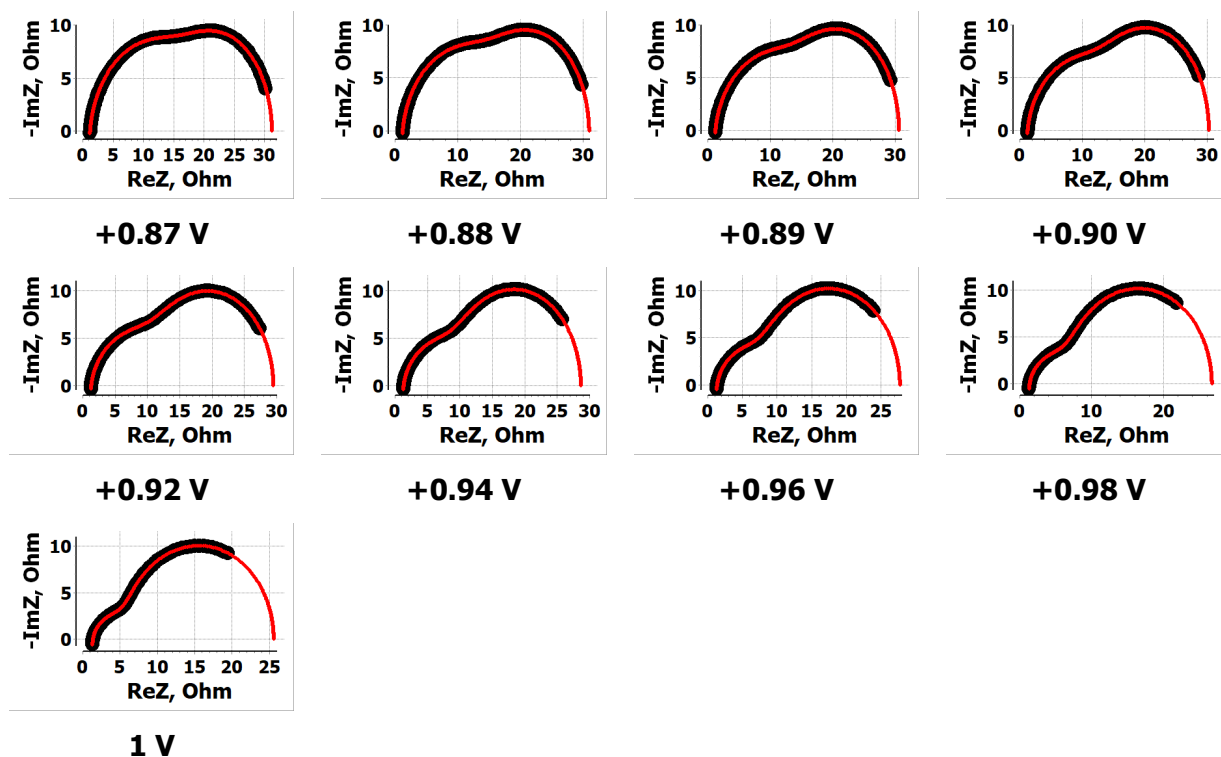 10
5
0
-ImZ, Ohm
0 5 10 15 20 25 30
ReZ, Ohm
+0.87 V
10
5
0
-ImZ, Ohm
0 10 20 30
ReZ, Ohm
+0.88 V
10
5
0
-ImZ, Ohm
0 10 20 30
ReZ, Ohm
+0.89 V
10
5
0
-ImZ, Ohm
0 10 20 30
ReZ, Ohm
+0.90 V
10
5
0
-ImZ, Ohm
0 5 10 15 20 25 30
ReZ, Ohm
+0.92 V
10
5
0
-ImZ, Ohm
0 5 10 15 20 25 30
ReZ, Ohm
+0.94 V
10
5
0
-ImZ, Ohm
0 5 10 15 20 25
ReZ, Ohm
+0.96 V
10
5
0
-ImZ, Ohm
0 10 20
ReZ, Ohm
+0.98 V
10
5
0
-ImZ, Ohm
0 5 10 15 20 25
ReZ, Ohm
1 V